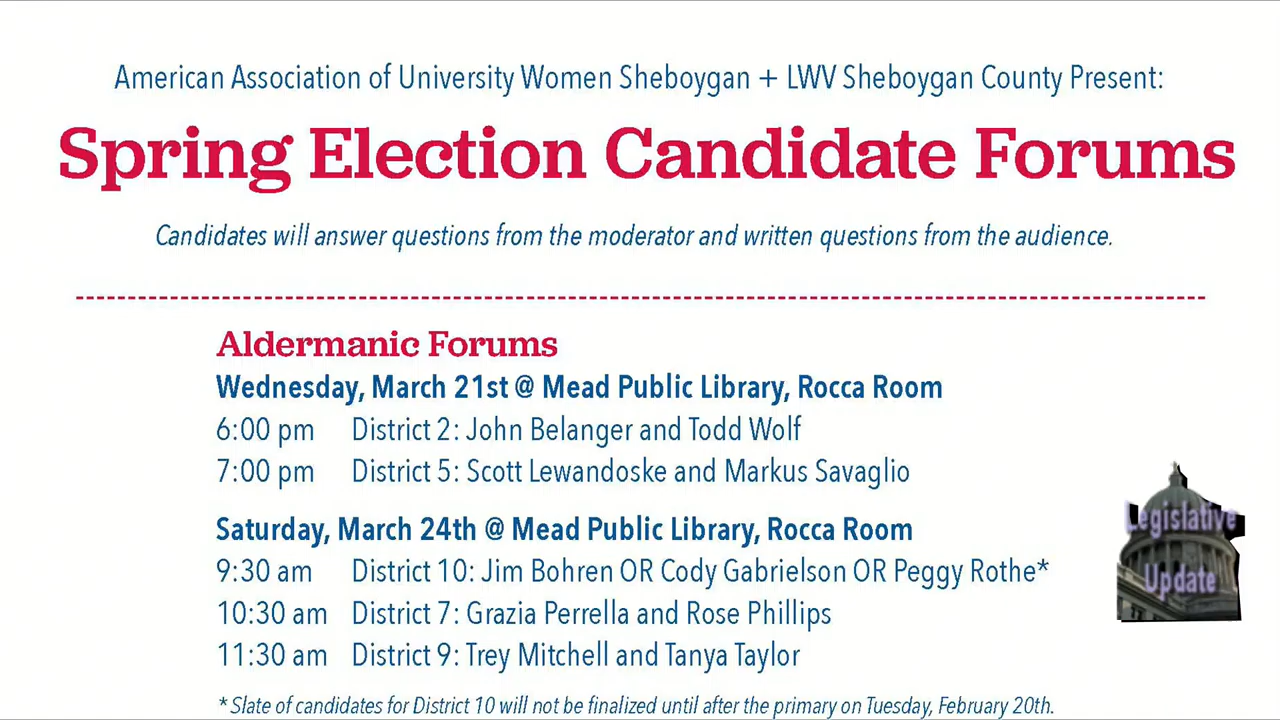 American Association of University Women Sheboygan + LWV Sheboygan County Present:
Spring Election Candidate Forums
Candidates will answer questions from the moderator and written questions from the audience.
Aldermanic Forums
Wednesday, March 21st @ Mead Public Library, Rocca Room
6:00 pm District 2: John Belanger and Todd Wolf
7:00 pm District 5: Scott Lewandoske and Markus Savaglio
Saturday, March 24th @ Mead Public Library, Rocca Room
9:30 am District 10: Jim Bohren OR Cody Gabrielson OR Peggy Rothe*
10:30 am District 7: Grazia Perrella and Rose Phillips
11:30 am District 9: Trey Mitchell and Tanya Taylor
* Slate of candidates for District 10 will not be finalized until after the primary on Tuesday, February 20th.
Legislative
Update